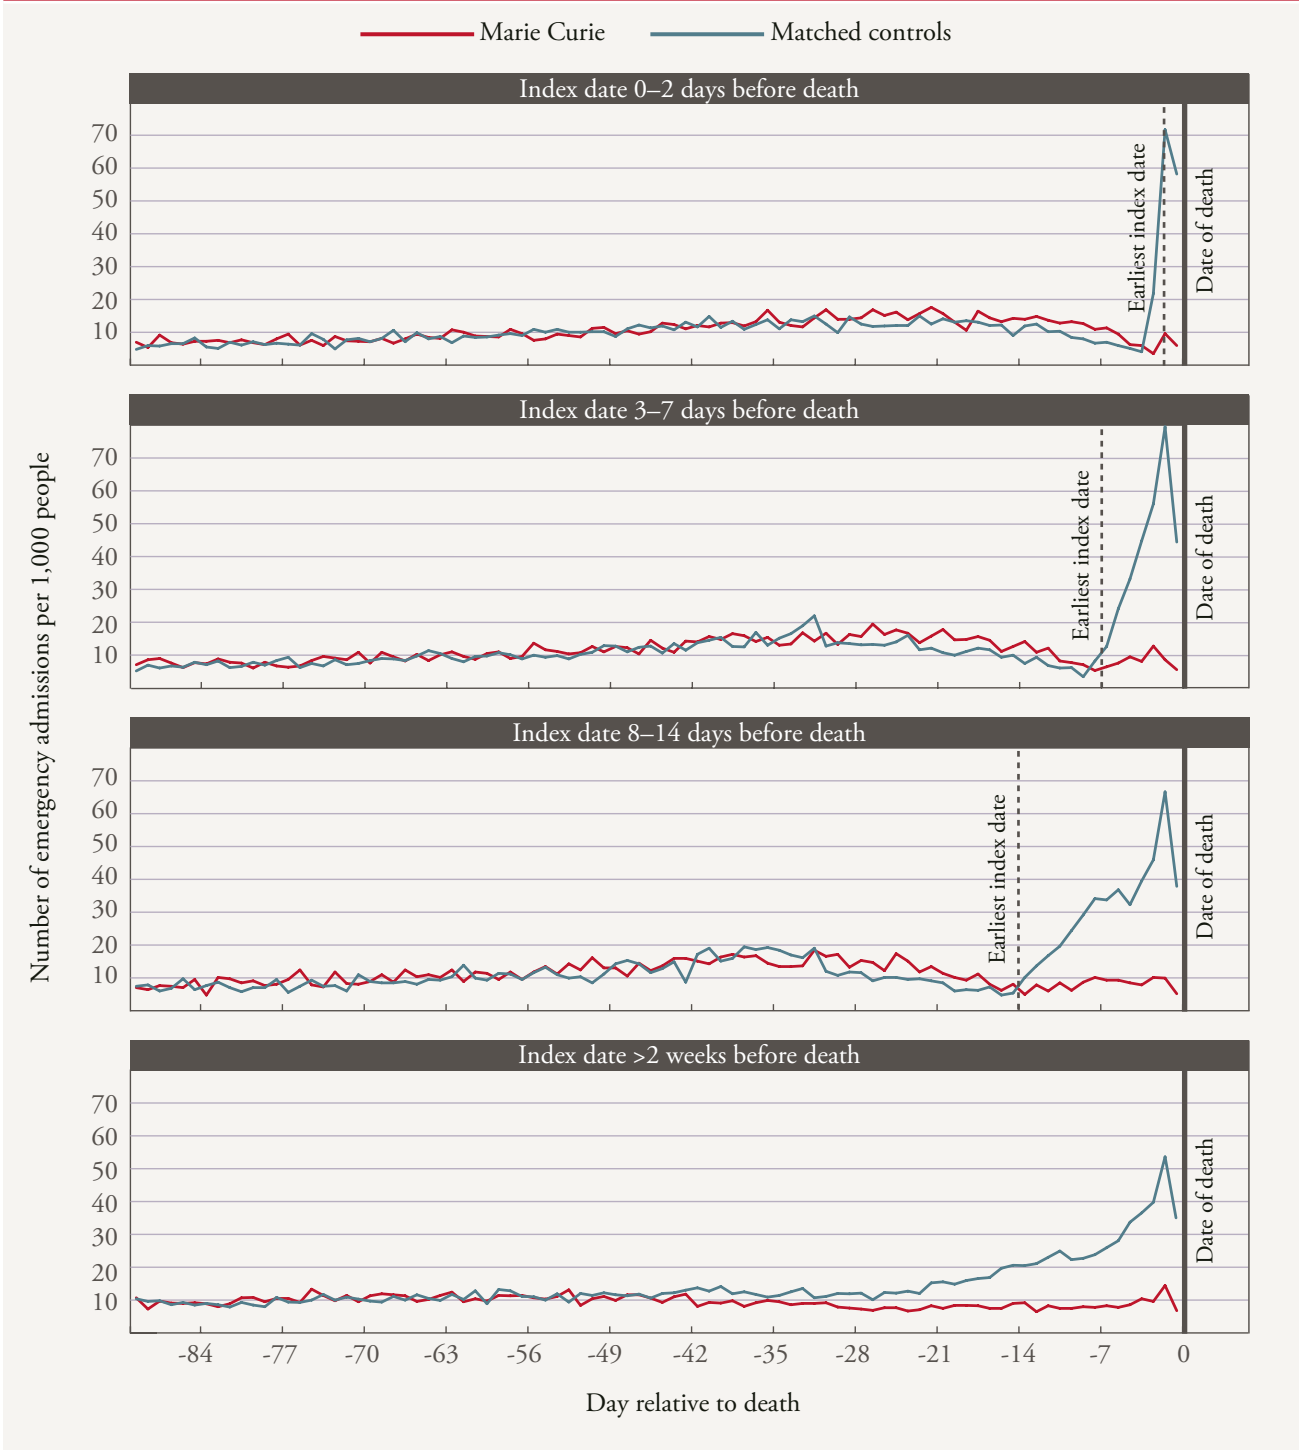 Marie Curie
Matched controls
Index date 0–2 days before death
70
60
50
40
30
20
10
Earliest index date
Date of death
Index date 3–7 days before death
70
60
50
40
30
20
10
Earliest index date
Date of death
Index date 8–14 days before death
70
60
50
40
30
20
10
Earliest index date
Date of death
Index date >2 weeks before death
70
60
50
40
30
20
10
Date of death
Number of emergency admissions per 1,000 people
-84 -77 -70 -63 -56 -49 -42 -35 -28 -21 -14 -7 0
Day relative to death